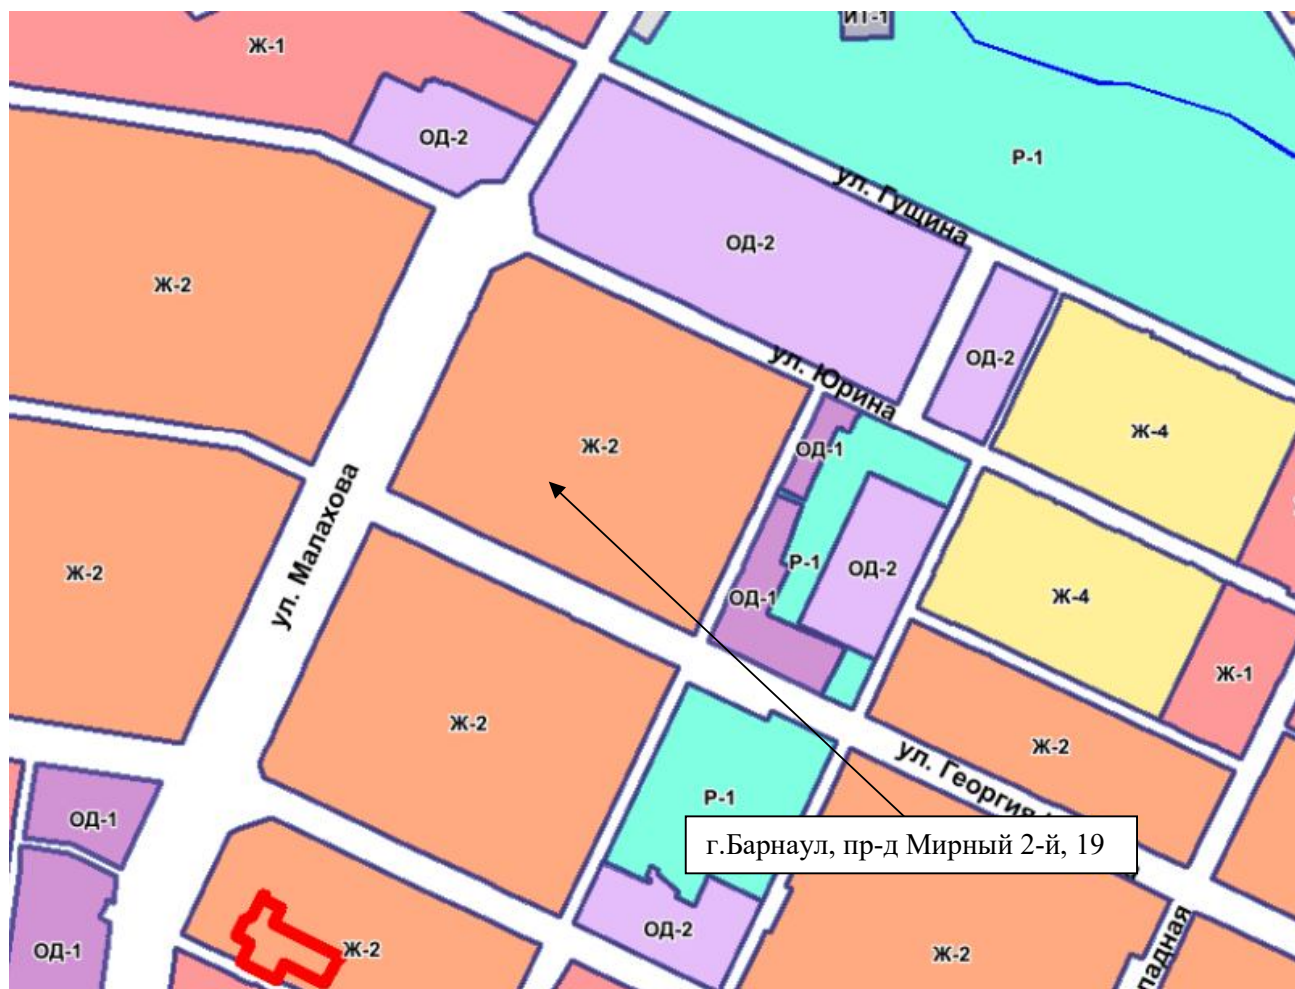 ИТ-1
Ж-1
ОД-2
Р-1
ул. Гущина
ОД-2
Ж-2
ул. Юрина
ОД-2
Ж-4
Ж-2
ОД-1
ул. Малахова
Р-1
ОД-2
Ж-2
ОД-1
Ж-4
Ж-1
Ж-2
Ж-2
ул. Георгия
Р-1
ОД-1
г.Барнаул, пр-д Мирный 2-й, 19
ОД-2
Ж-2
ОД-1
Ж-2